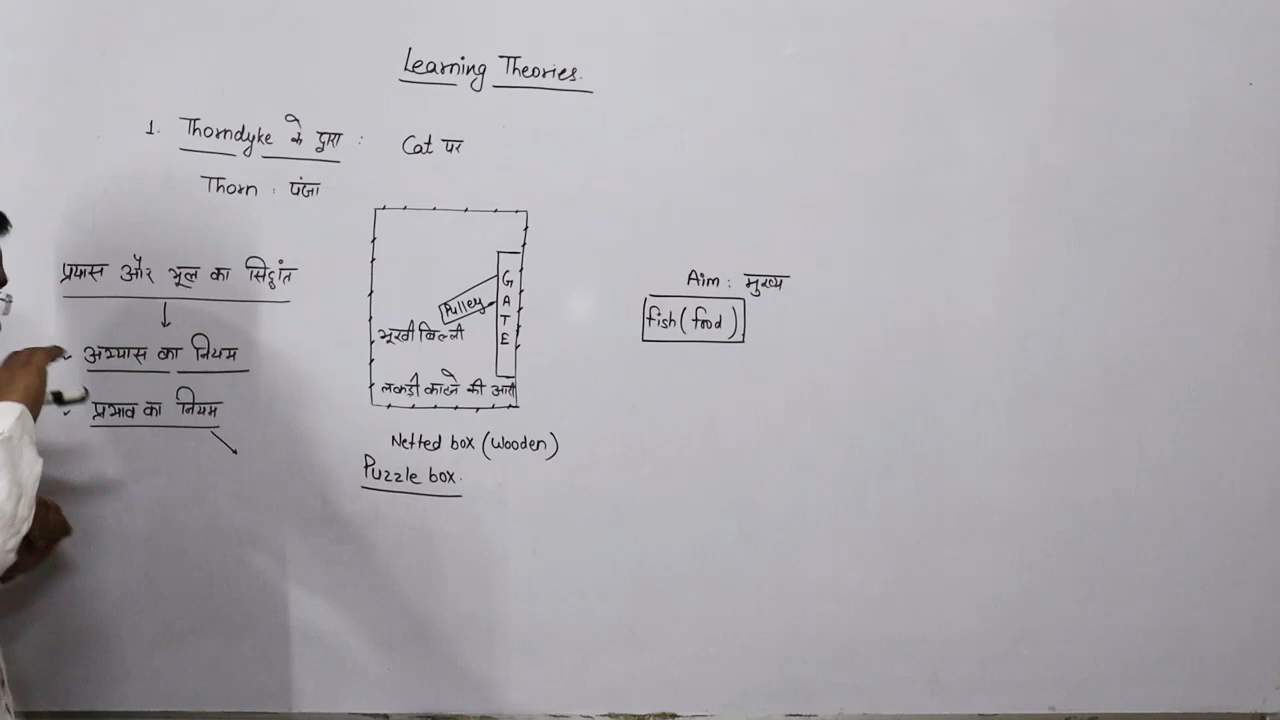 Learning Theories.
1. Thorndyke के द्वारा : Cat पर
Thorn : पंजा
प्रयास और भूल का सिद्धांत
अभ्यास का नियम
प्रभाव का नियम
GATE
Pulley
भूखी बिल्ली
लकड़ी काटने की आरी
Netted box (Wooden)
Puzzle box.
Aim : मुख्य
fish (food)